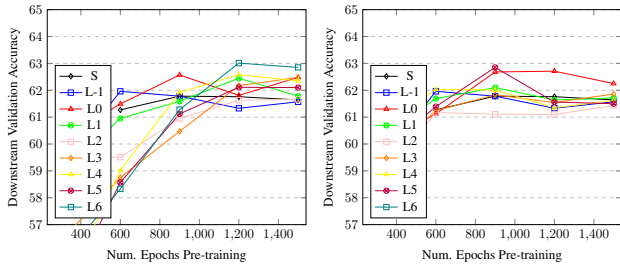 65
64
63
62
61
60
59
58
57
Downstream Validation Accuracy
S
L-1
L0
L1
L2
L3
L4
L5
L6
400 600 800 1,000 1,200 1,400
Num. Epochs Pre-training
65
64
63
62
61
60
59
58
57
Downstream Validation Accuracy
S
L-1
L0
L1
L2
L3
L4
L5
L6
400 600 800 1,000 1,200 1,400
Num. Epochs Pre-training